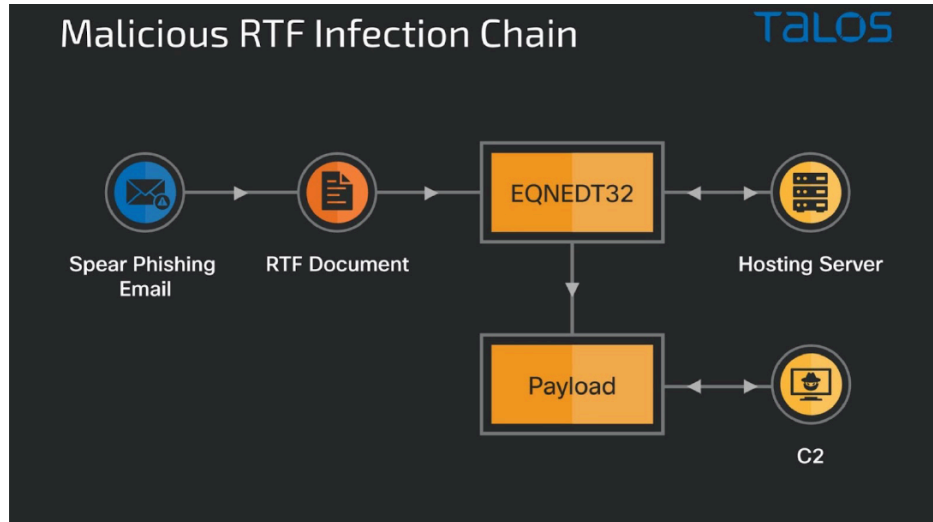 Malicious RTF Infection Chain
TALOS
EQNEDT32
Spear Phishing
Email
RTF Document
Hosting Server
Payload
C2